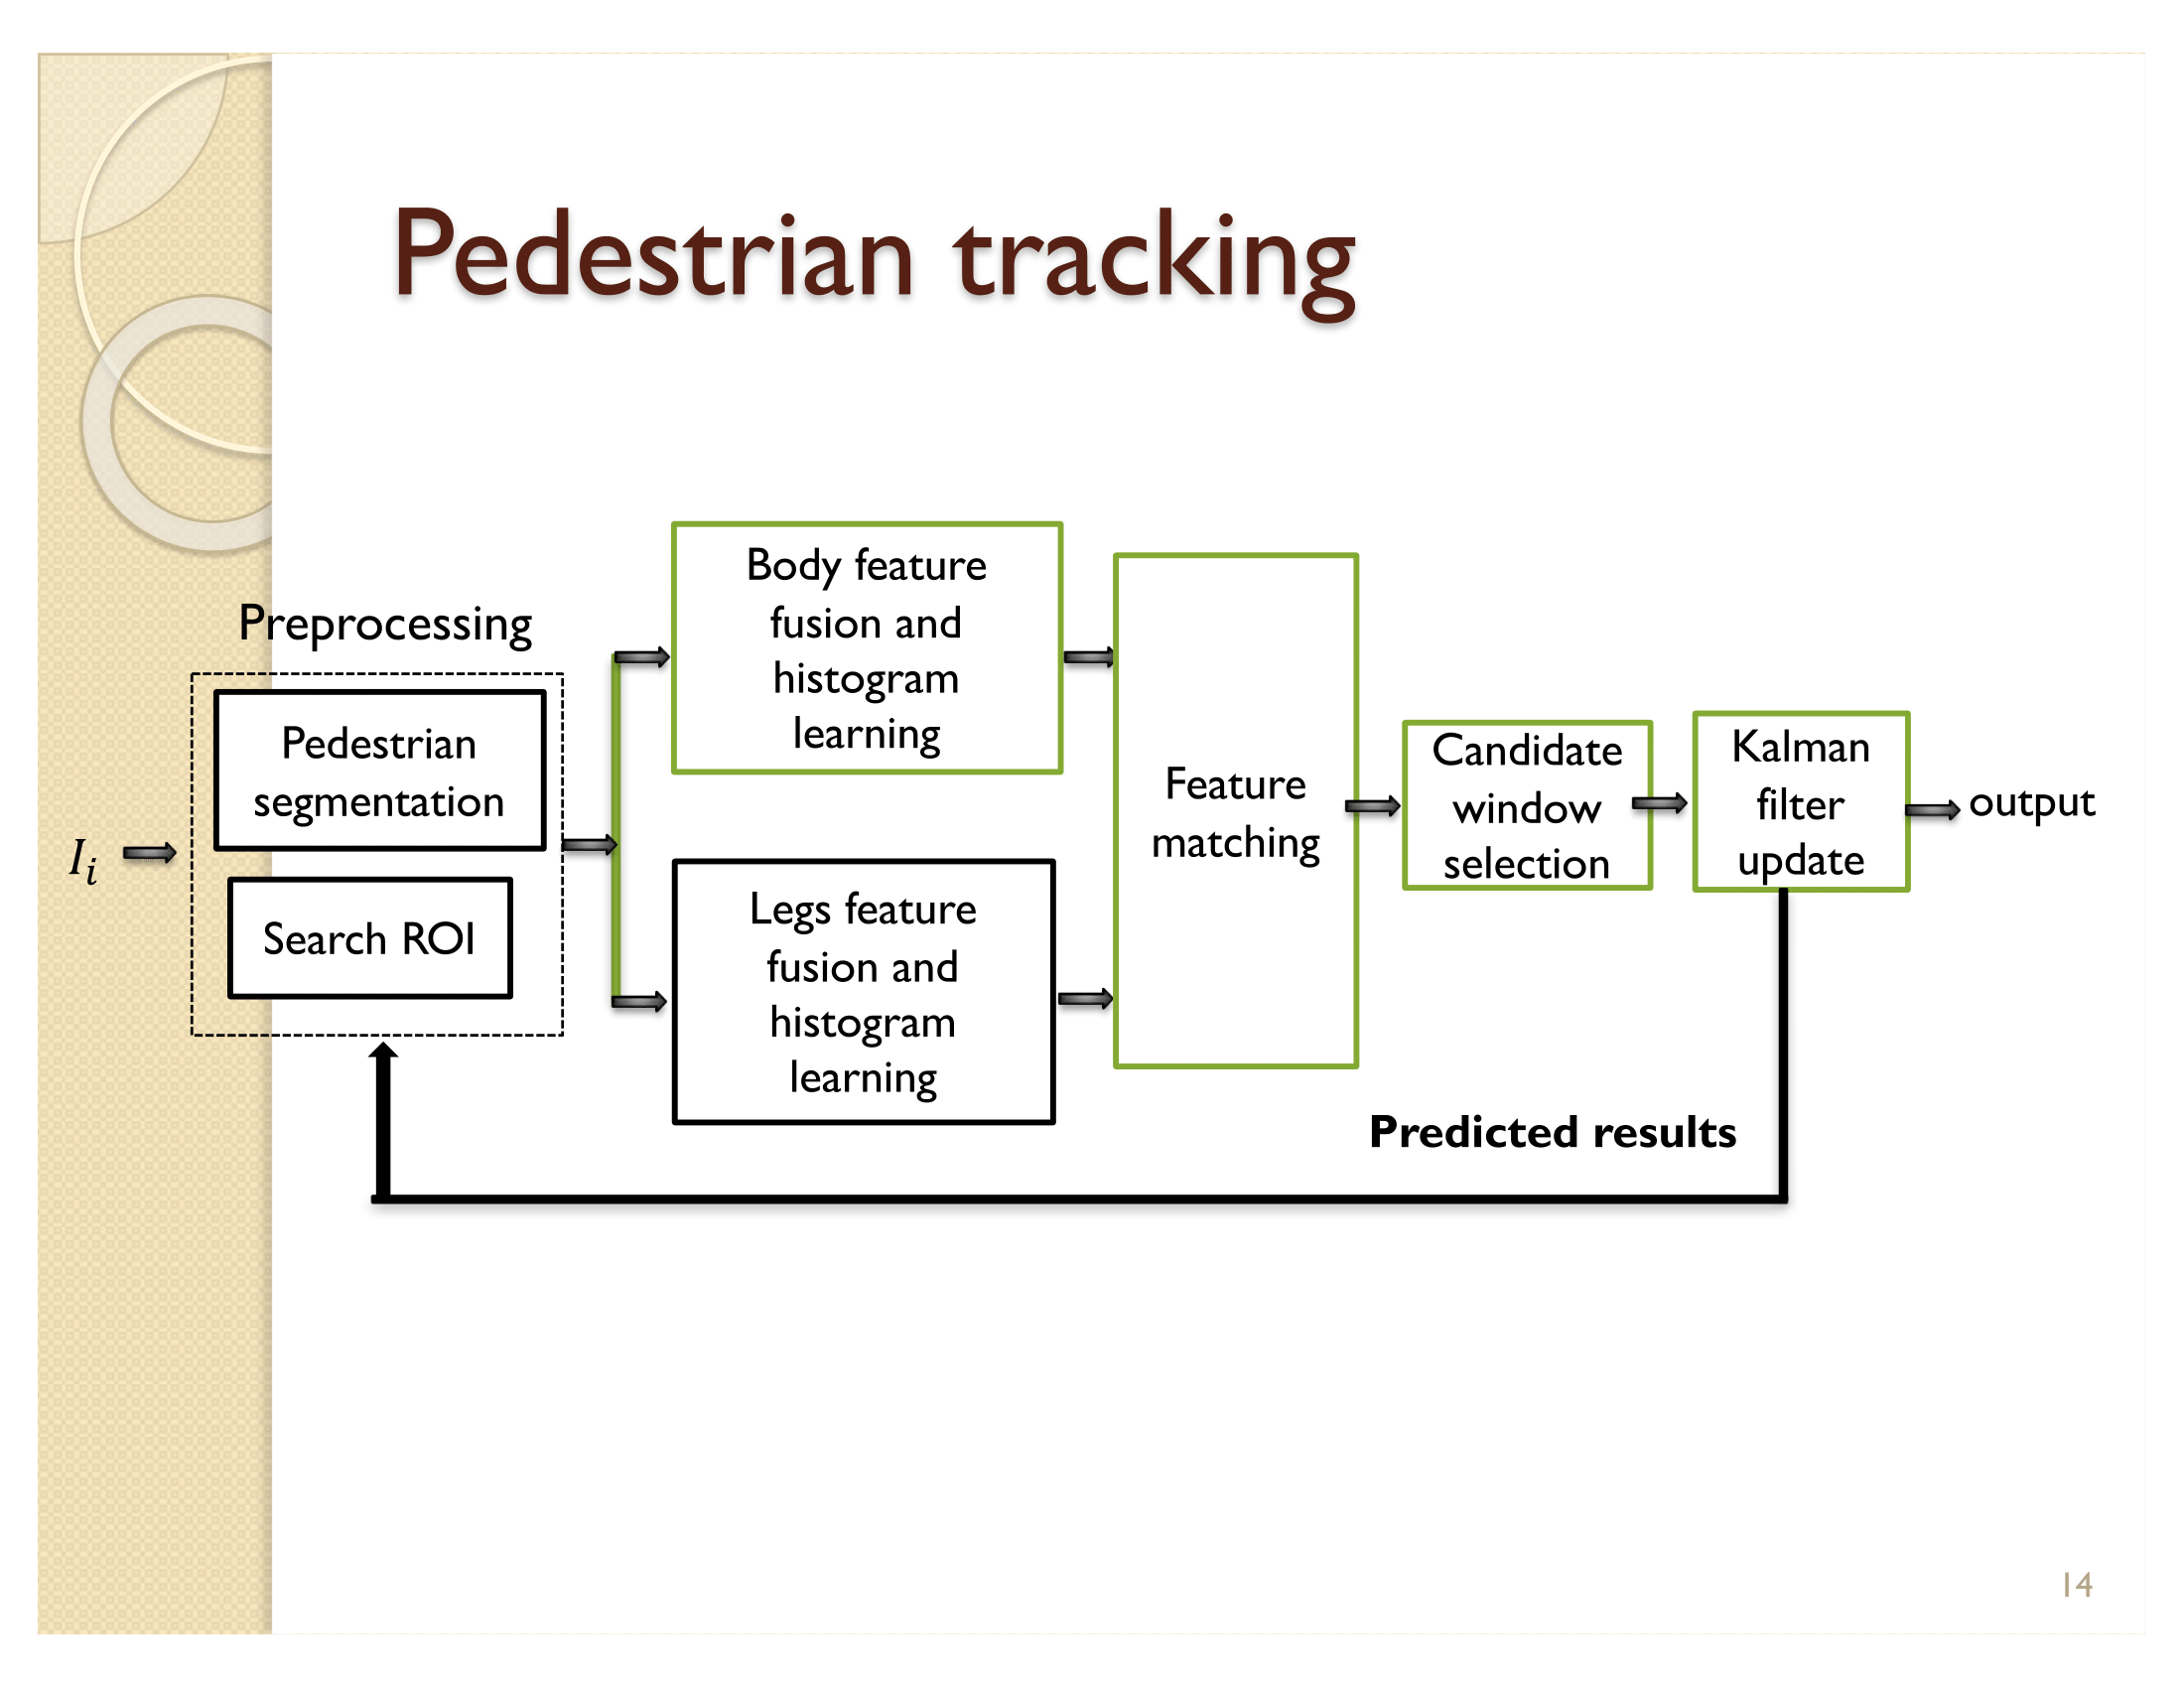 Pedestrian tracking
Preprocessing
Pedestrian
segmentation
Search ROI
I_i
Body feature
fusion and
histogram
learning
Legs feature
fusion and
histogram
learning
Feature
matching
Candidate
window
selection
Kalman
filter
update
output
Predicted results
14